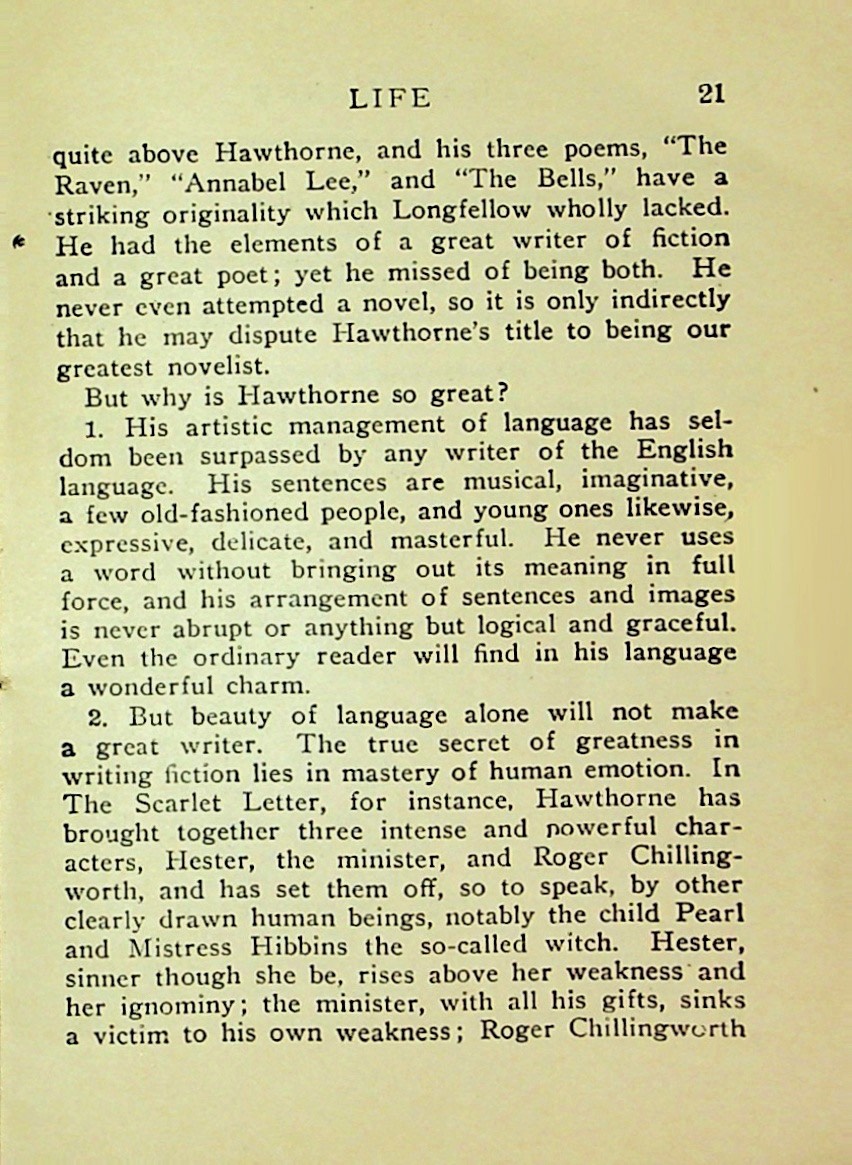 LIFE 21
quite above Hawthorne, and his three poems, “The
Raven,” “Annabel Lee,” and “The Bells,” have a
striking originality which Longfellow wholly lacked.
He had the elements of a great writer of fiction
and a great poet; yet he missed of being both. He
never even attempted a novel, so it is only indirectly
that he may dispute Hawthorne’s title to being our
greatest novelist.
But why is Hawthorne so great?
1. His artistic management of language has sel-
dom been surpassed by any writer of the English
language. His sentences are musical, imaginative,
a few old-fashioned people, and young ones likewise,
expressive, delicate, and masterful. He never uses
a word without bringing out its meaning in full
force, and his arrangement of sentences and images
is never abrupt or anything but logical and graceful.
Even the ordinary reader will find in his language
a wonderful charm.
2. But beauty of language alone will not make
a great writer. The true secret of greatness in
writing fiction lies in mastery of human emotion. In
The Scarlet Letter, for instance, Hawthorne has
brought together three intense and powerful char-
acters, Hester, the minister, and Roger Chilling-
worth, and has set them off, so to speak, by other
clearly drawn human beings, notably the child Pearl
and Mistress Hibbins the so-called witch. Hester,
sinner though she be, rises above her weakness and
her ignominy; the minister, with all his gifts, sinks
a victim to his own weakness; Roger Chillingworth